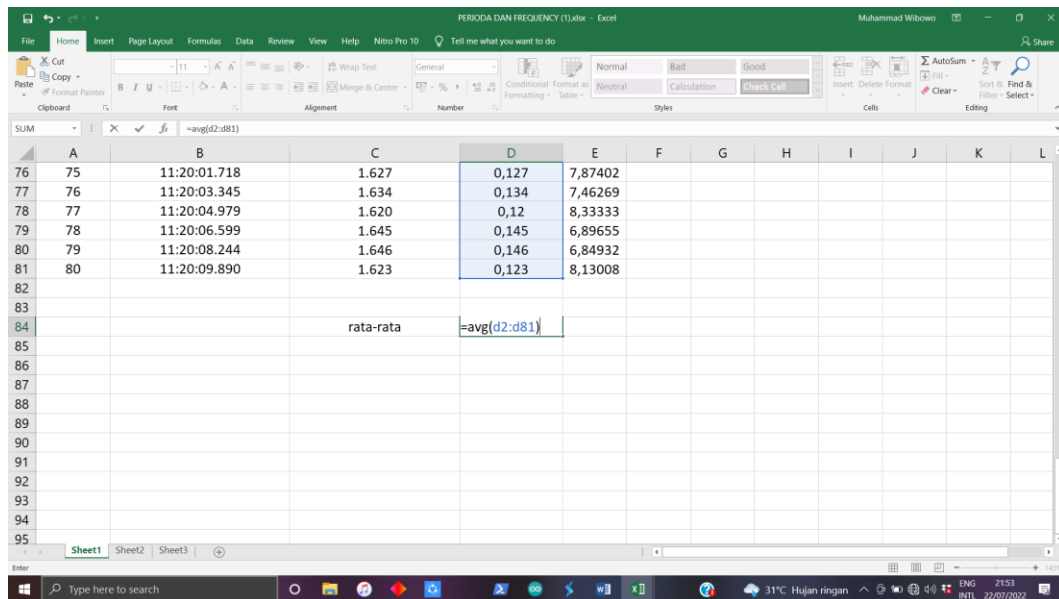 PERIODA DAN FREQUENCY (1).xlsx - Excel
Muhammad Wibowo
File Home Insert Page Layout Formulas Data Review View Help Nitro Pro 10 Tell me what you want to do Share
Cut
Copy
Format Painter
Paste
Clipboard
11
B I U
Font
Wrap Text
Merge & Center
Alignment
General
%
Number
Conditional Formatting
Format as Table
Normal Bad Good
Neutral Calculation Check Cell
Styles
Insert Delete Format
Cells
AutoSum
Fill
Clear
Sort & Filter
Find & Select
Editing
SUM fx =avg(d2:d81)
A B C D E F G H I J K L
76 75 11:20:01.718 1.627 0,127 7,87402
77 76 11:20:03.345 1.634 0,134 7,46269
78 77 11:20:04.979 1.620 0,12 8,33333
79 78 11:20:06.599 1.645 0,145 6,89655
80 79 11:20:08.244 1.646 0,146 6,84932
81 80 11:20:09.890 1.623 0,123 8,13008
82
83
84 rata-rata =avg(d2:d81)
85
86
87
88
89
90
91
92
93
94
95
Sheet1 Sheet2 Sheet3
Enter
Type here to search
31°C Hujan ringan
ENG
INTL
21:53
22/07/2022